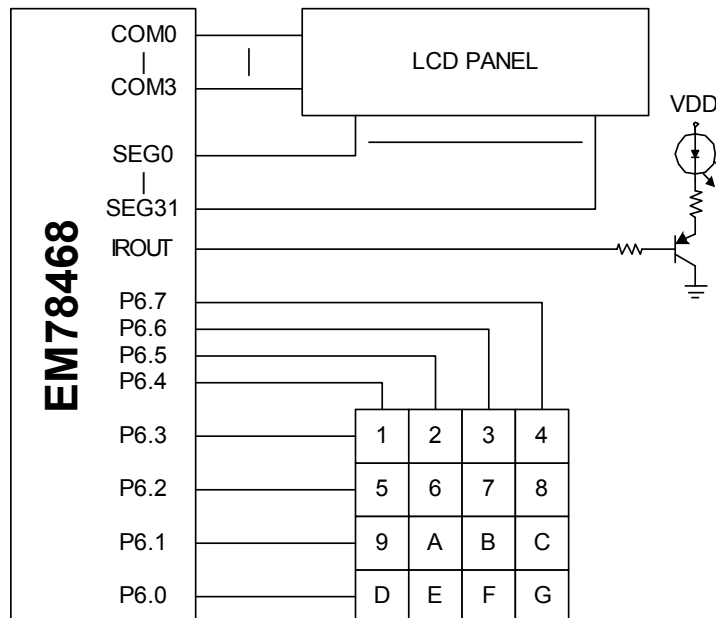 COM0
COM3
SEG0
SEG31
IROUT
P6.7
P6.6
P6.5
P6.4
P6.3
P6.2
P6.1
P6.0
EM78468
LCD PANEL
VDD
1 2 3 4
5 6 7 8
9 A B C
D E F G